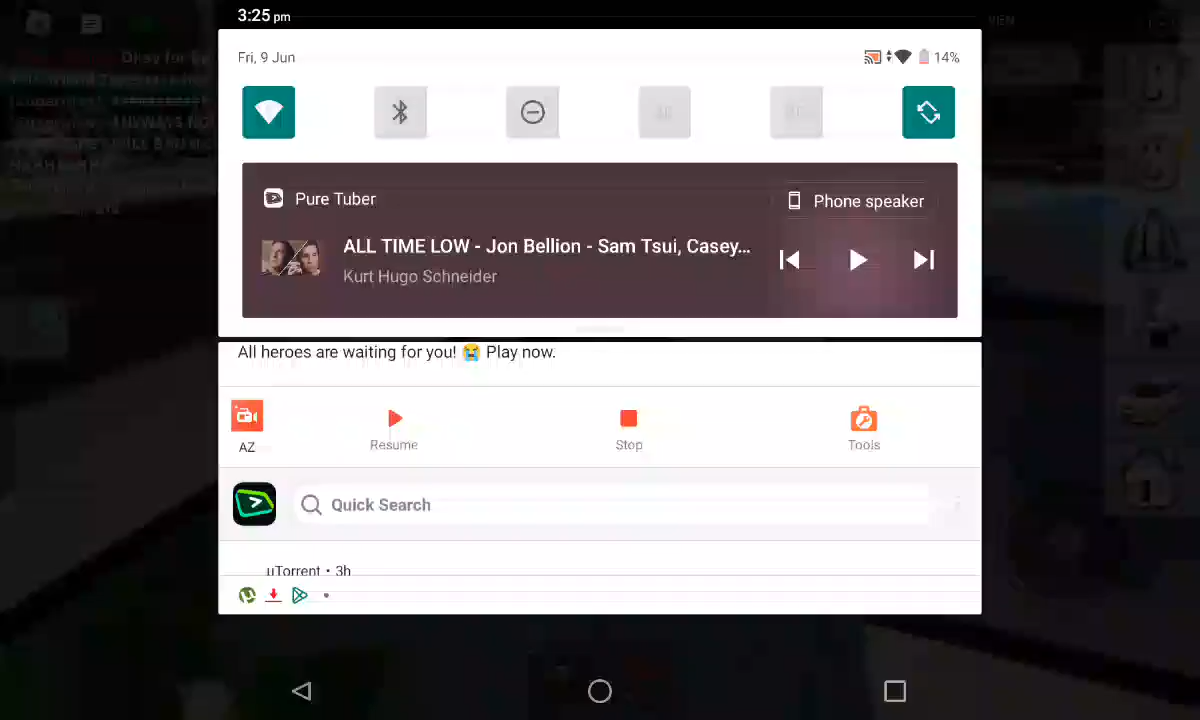 3:25 pm
Fri, 9 Jun
14%
Pure Tuber
Phone speaker
ALL TIME LOW - Jon Bellion - Sam Tsui, Casey...
Kurt Hugo Schneider
All heroes are waiting for you! 😭 Play now.
AZ
Resume
Stop
Tools
Quick Search
µTorrent • 3h